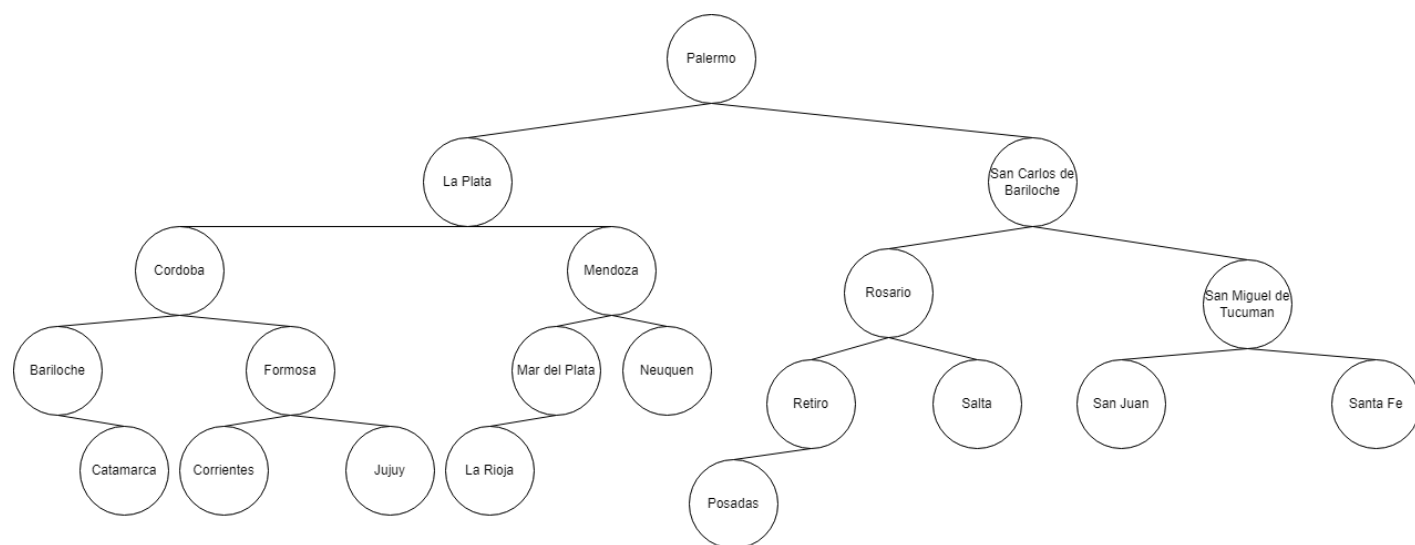 Palermo
La Plata
San Carlos de
Bariloche
Cordoba
Mendoza
Rosario
San Miguel de
Tucuman
Bariloche
Formosa
Mar del Plata
Neuquen
Retiro
Salta
San Juan
Santa Fe
Catamarca
Corrientes
Jujuy
La Rioja
Posadas